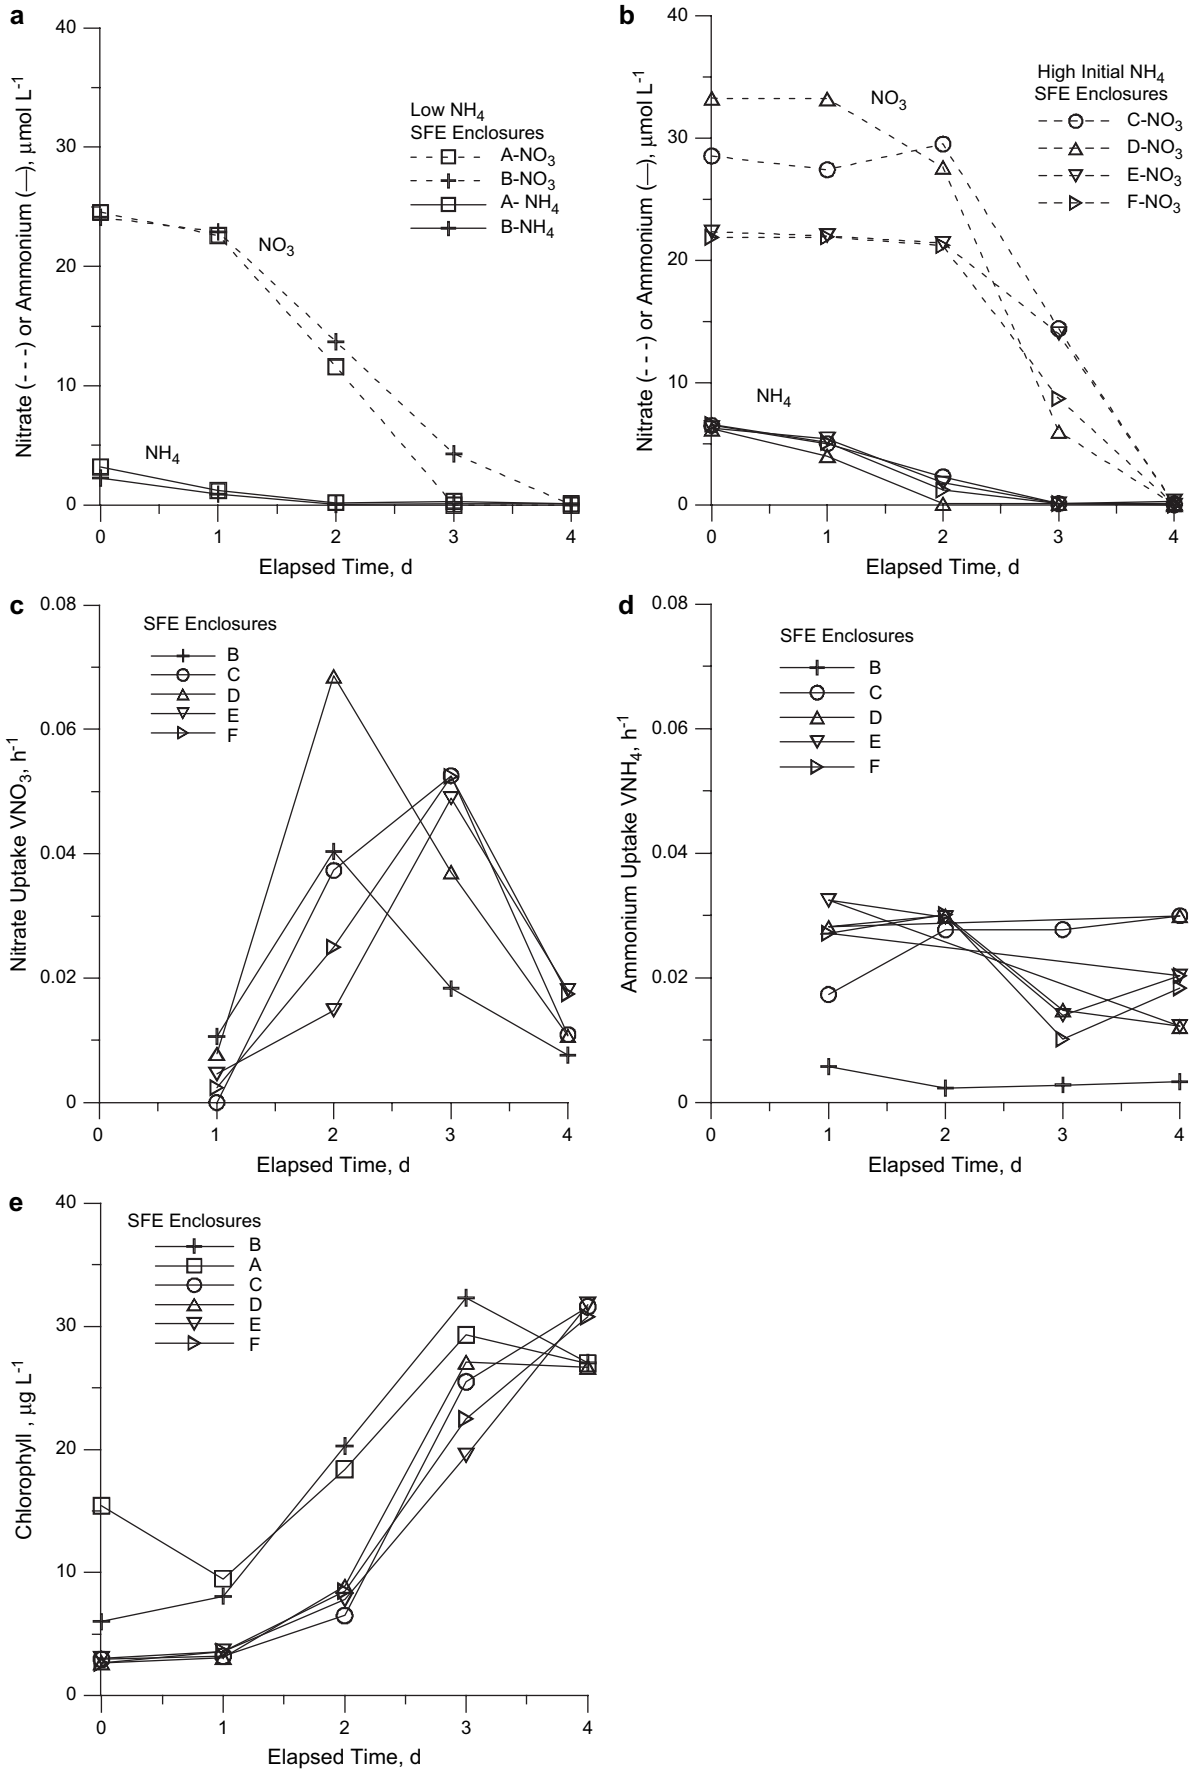 a
40
30
20
10
0
Nitrate (- - -) or Ammonium (—), μmol L-1
Low NH4
SFE Enclosures
A-NO3
B-NO3
A- NH4
B-NH4
NO3
NH4
0 1 2 3 4
Elapsed Time, d
b
40
30
20
10
0
Nitrate (- - -) or Ammonium (—), μmol L-1
High Initial NH4
SFE Enclosures
C-NO3
D-NO3
E-NO3
F-NO3
NO3
NH4
0 1 2 3 4
Elapsed Time, d
c
0.08
0.06
0.04
0.02
0
Nitrate Uptake VNO3, h-1
SFE Enclosures
B
C
D
E
F
0 1 2 3 4
Elapsed Time, d
d
0.08
0.06
0.04
0.02
0
Ammonium Uptake VNH4, h-1
SFE Enclosures
B
C
D
E
F
0 1 2 3 4
Elapsed Time, d
e
40
30
20
10
0
Chlorophyll , μg L-1
SFE Enclosures
B
A
C
D
E
F
0 1 2 3 4
Elapsed Time, d